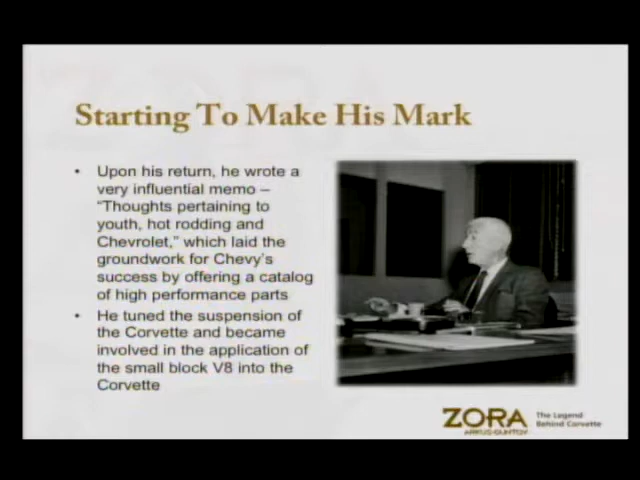 Starting To Make His Mark
• Upon his return, he wrote a
very influential memo –
“Thoughts pertaining to
youth, hot rodding and
Chevrolet,” which laid the
groundwork for Chevy’s
success by offering a catalog
of high performance parts
• He tuned the suspension of
the Corvette and became
involved in the application of
the small block V8 into the
Corvette
ZORA
ARKUS-DUNTOV
The Legend
Behind Corvette